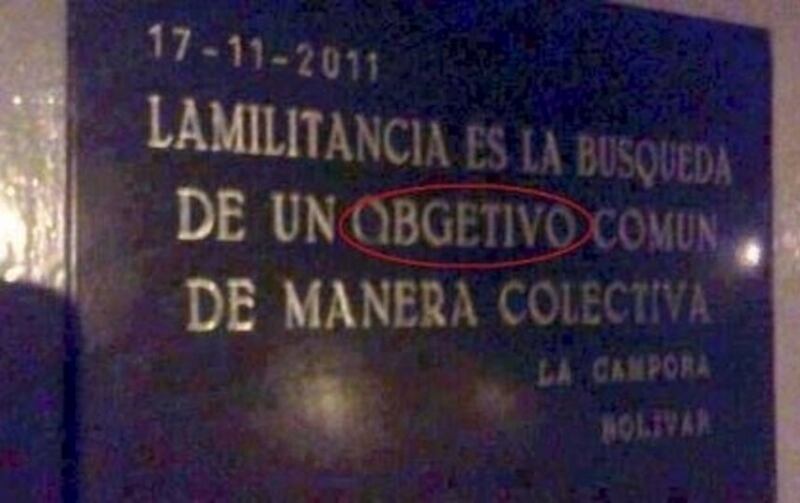 17-11-2011
LAMILITANCIA ES LA BUSQUEDA
DE UN OBGETIVO COMUN
DE MANERA COLECTIVA
LA CAMPORA
BOLIVAR